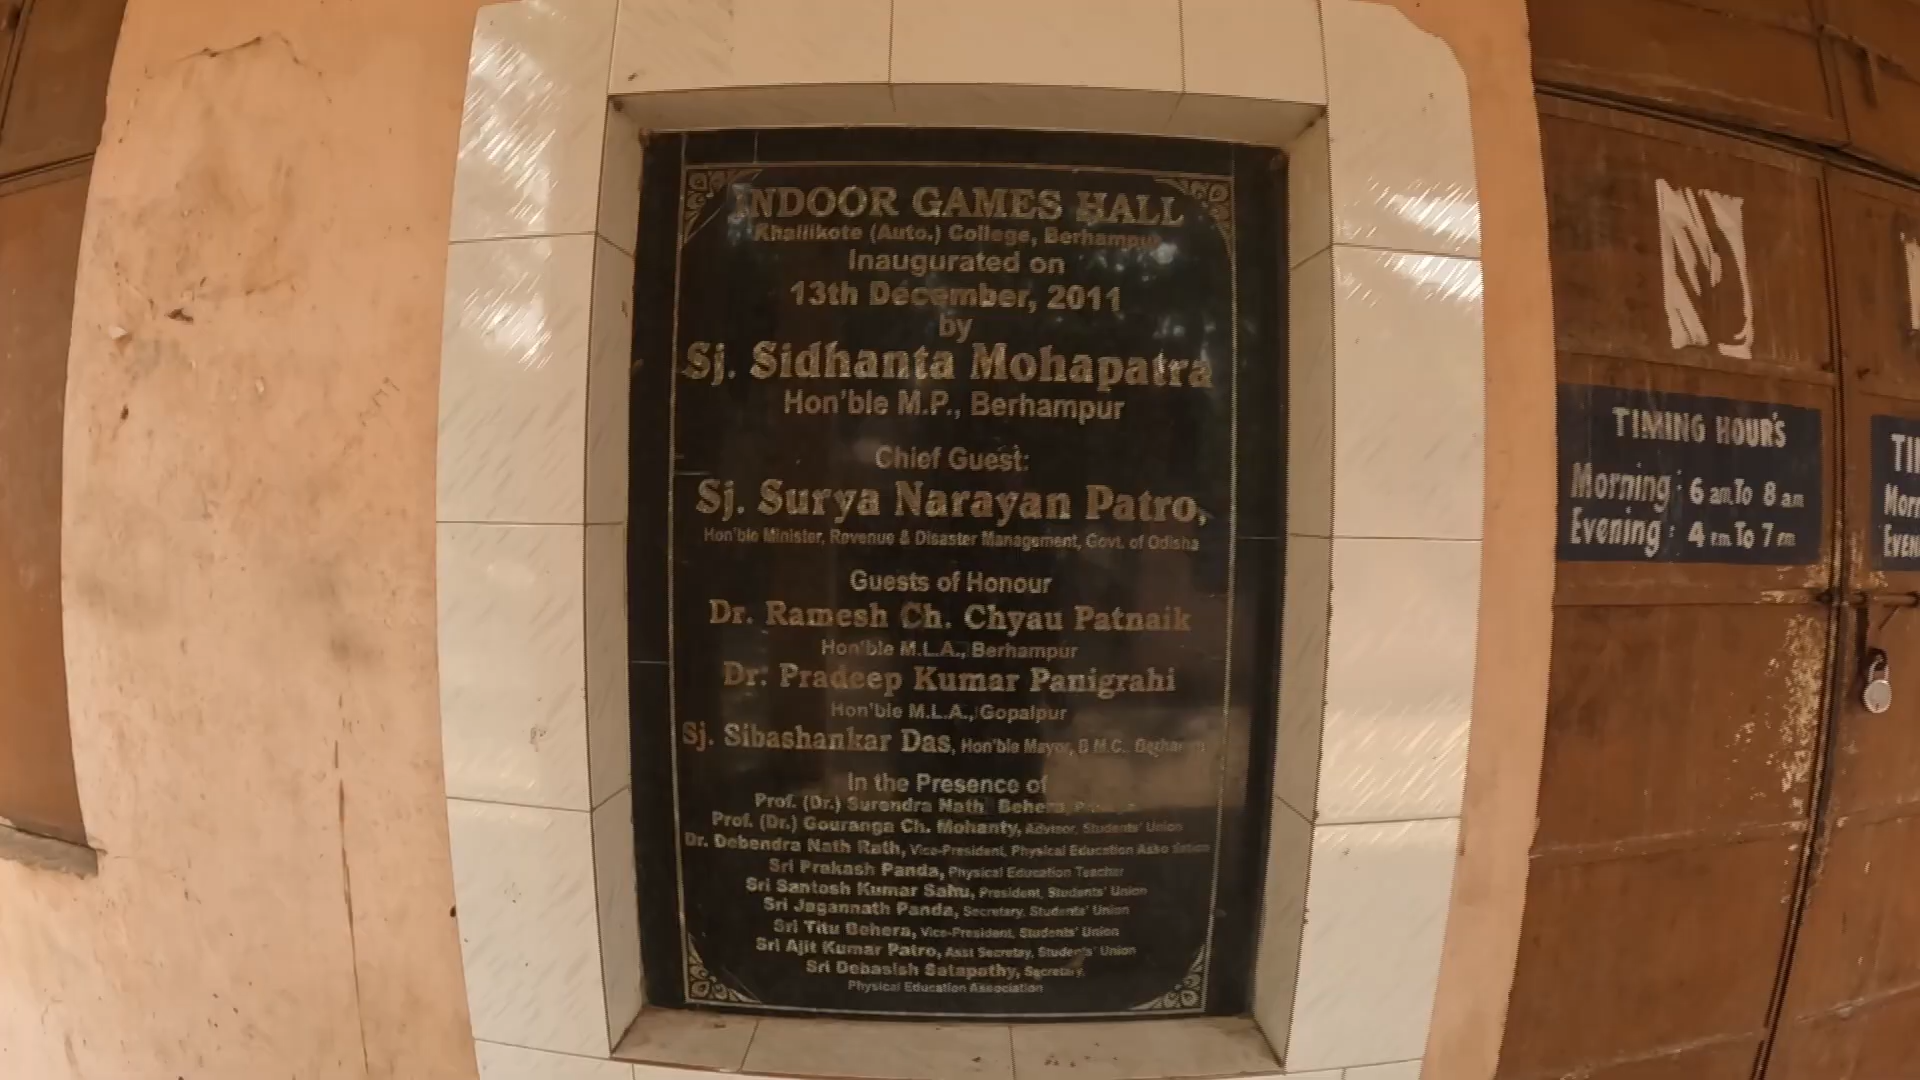 INDOOR GAMES HALL
Khallikote (Auto.) College, Berhampur
Inaugurated on
13th December, 2011
by
Sj. Sidhanta Mohapatra
Hon'ble M.P., Berhampur
Chief Guest:
Sj. Surya Narayan Patro,
Hon'ble Minister, Revenue & Disaster Management, Govt. of Odisha
Guests of Honour
Dr. Ramesh Ch. Chyau Patnaik
Hon'ble M.L.A., Berhampur
Dr. Pradeep Kumar Panigrahi
Hon'ble M.L.A., Gopalpur
Sj. Sibashankar Das, Hon'ble Mayor, B.M.C., Berhampur
In the Presence of
Prof. (Dr.) Surendra Nath Behera,
Prof. (Dr.) Gouranga Ch. Mohanty, Advisor, Students' Union
Dr. Debendra Nath Rath, Vice-President, Physical Education Association
Sri Prakash Panda, Physical Education Teacher
Sri Santosh Kumar Sahu, President, Students' Union
Sri Jagannath Panda, Secretary, Students' Union
Sri Titu Behera, Vice-President, Students' Union
Sri Ajit Kumar Patro, Asst Secretay, Students' Union
Sri Debasish Satapathy, Secretary,
Physical Education Association
TIMING HOUR'S
Morning : 6 am To 8 am
Evening : 4 pm To 7 pm
TI
Mor
EVEN